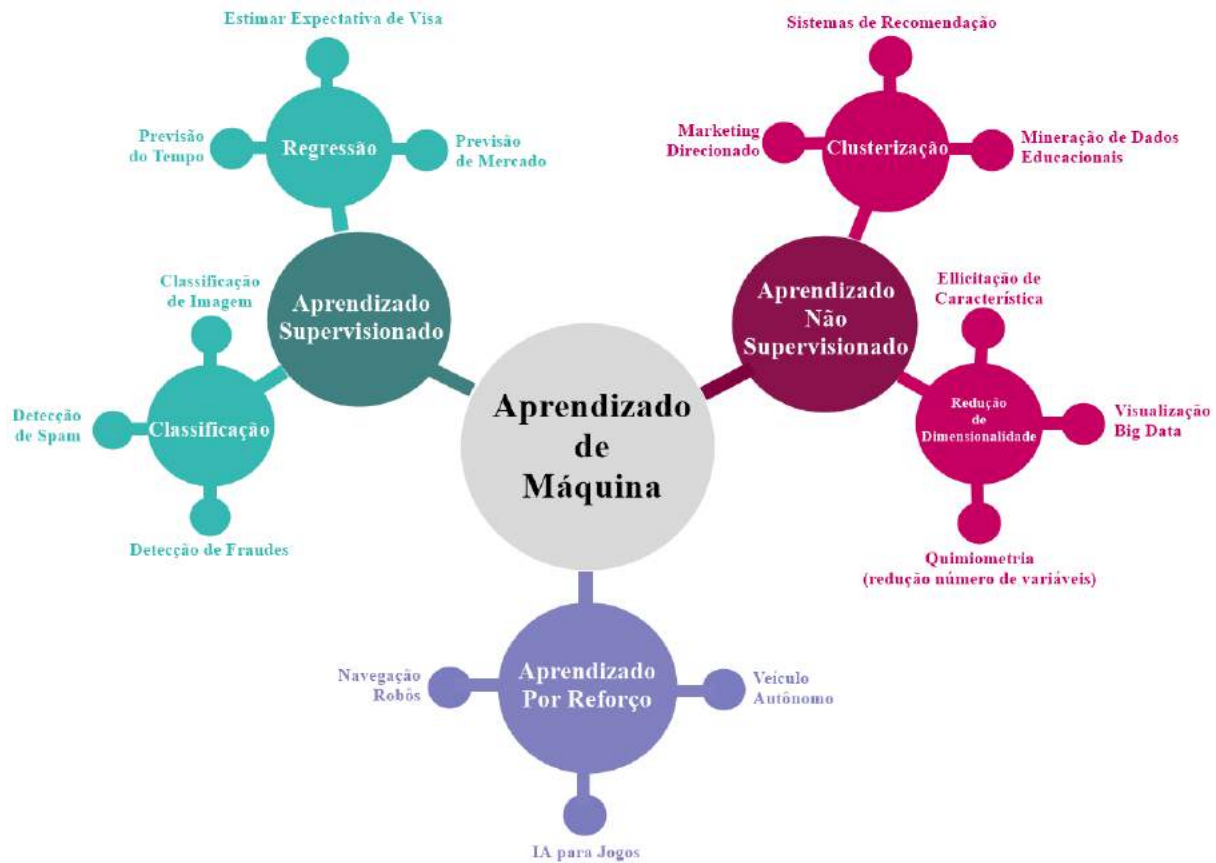 Estimar Expectativa de Visa
Previsão
do Tempo
Regressão
Previsão
de Mercado
Aprendizado
Supervisionado
Classificação
de Imagem
Detecção
de Spam
Classificação
Detecção de Fraudes
Sistemas de Recomendação
Marketing
Direcionado
Clusterização
Mineração de Dados
Educacionais
Aprendizado
Não
Supervisionado
Ellicitação de
Característica
Redução
de
Dimensionalidade
Visualização
Big Data
Quimiometria
(redução número de variáveis)
Aprendizado
de
Máquina
Navegação
Robôs
Aprendizado
Por Reforço
Veículo
Autônomo
IA para Jogos